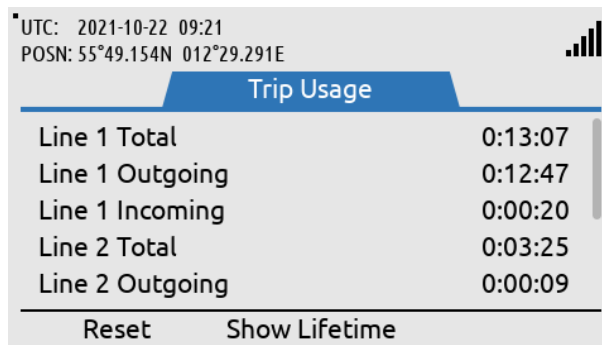 UTC: 2021-10-22 09:21
POSN: 55°49.154N 012°29.291E
Trip Usage
Line 1 Total 0:13:07
Line 1 Outgoing 0:12:47
Line 1 Incoming 0:00:20
Line 2 Total 0:03:25
Line 2 Outgoing 0:00:09
Reset Show Lifetime